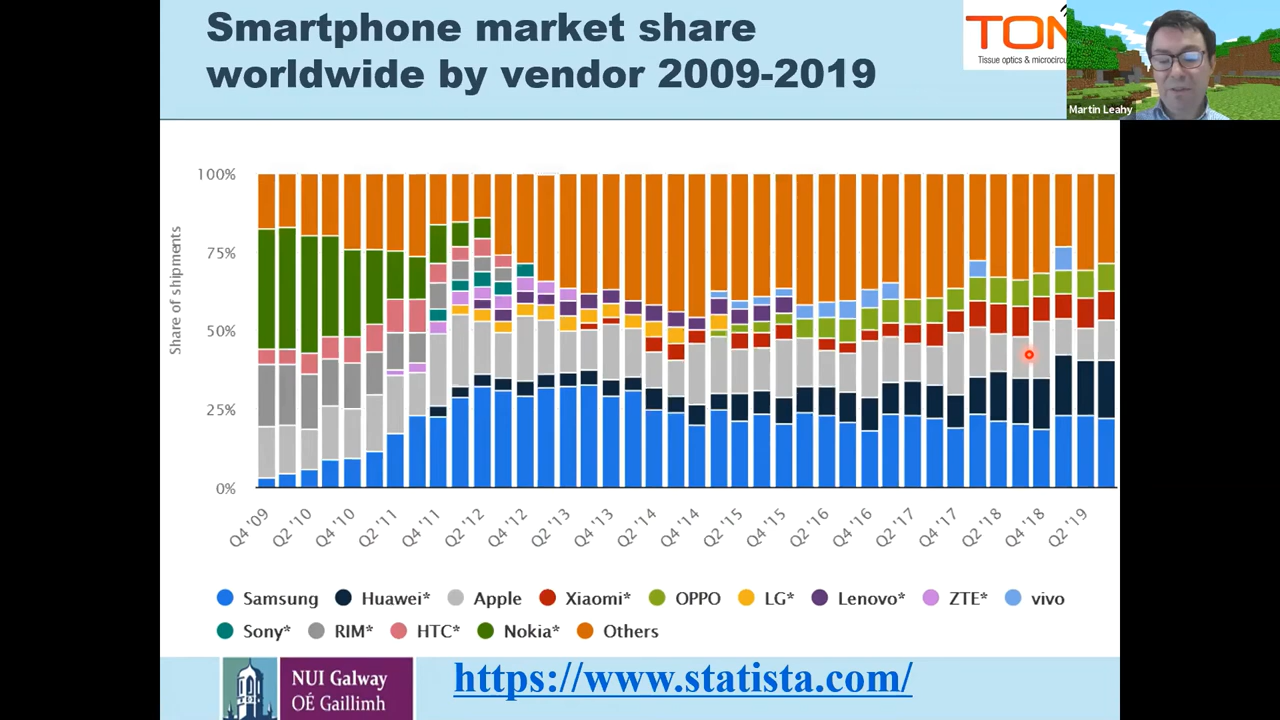 Smartphone market share
worldwide by vendor 2009-2019
TON
Tissue optics & microcircu
Martin Leahy
100%
75%
50%
25%
0%
Share of shipments
Q4 '09
Q2 '10
Q4 '10
Q2 '11
Q4 '11
Q2 '12
Q4 '12
Q2 '13
Q4 '13
Q2 '14
Q4 '14
Q2 '15
Q4 '15
Q2 '16
Q4 '16
Q2 '17
Q4 '17
Q2 '18
Q4 '18
Q2 '19
Samsung Huawei* Apple Xiaomi* OPPO LG* Lenovo* ZTE* vivo
Sony* RIM* HTC* Nokia* Others
NUI Galway
OÉ Gaillimh
https://www.statista.com/